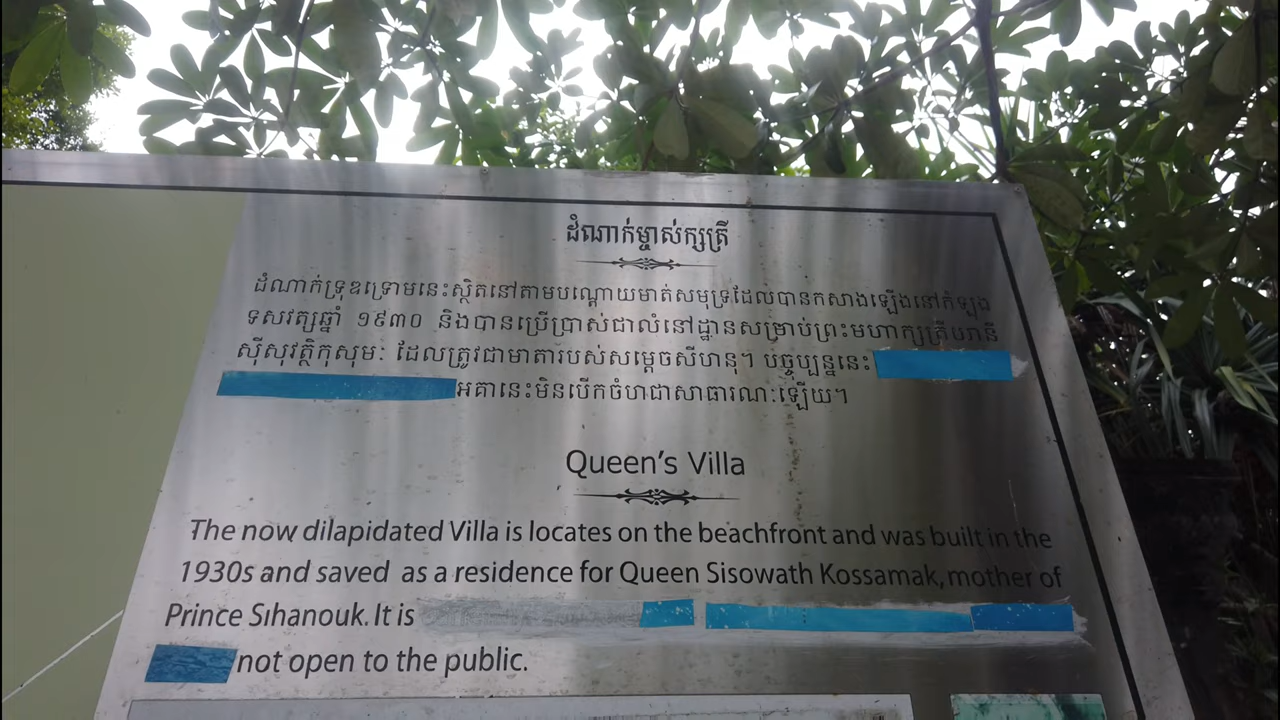 ដំណាក់ម្ចាស់ក្សត្រី
ដំណាក់ទ្រុឌទ្រោមនេះស្ថិតនៅតាមបណ្តោយមាត់សមុទ្រដែលបានកសាងឡើងនៅកំឡុង
ទសវត្សឆ្នាំ ១៩៣០ និងបានប្រើប្រាស់ជាលំនៅដ្ឋានសម្រាប់ព្រះមហាក្សត្រីយានី
ស៊ីសុវត្ថិកុសុមៈ ដែលត្រូវជាមាតារបស់សម្តេចសីហនុ។ បច្ចុប្បន្ននេះ
អគានេះមិនបើកចំហជាសាធារណៈឡើយ។
Queen's Villa
The now dilapidated Villa is locates on the beachfront and was built in the
1930s and saved as a residence for Queen Sisowath Kossamak, mother of
Prince Sihanouk. It is
not open to the public.